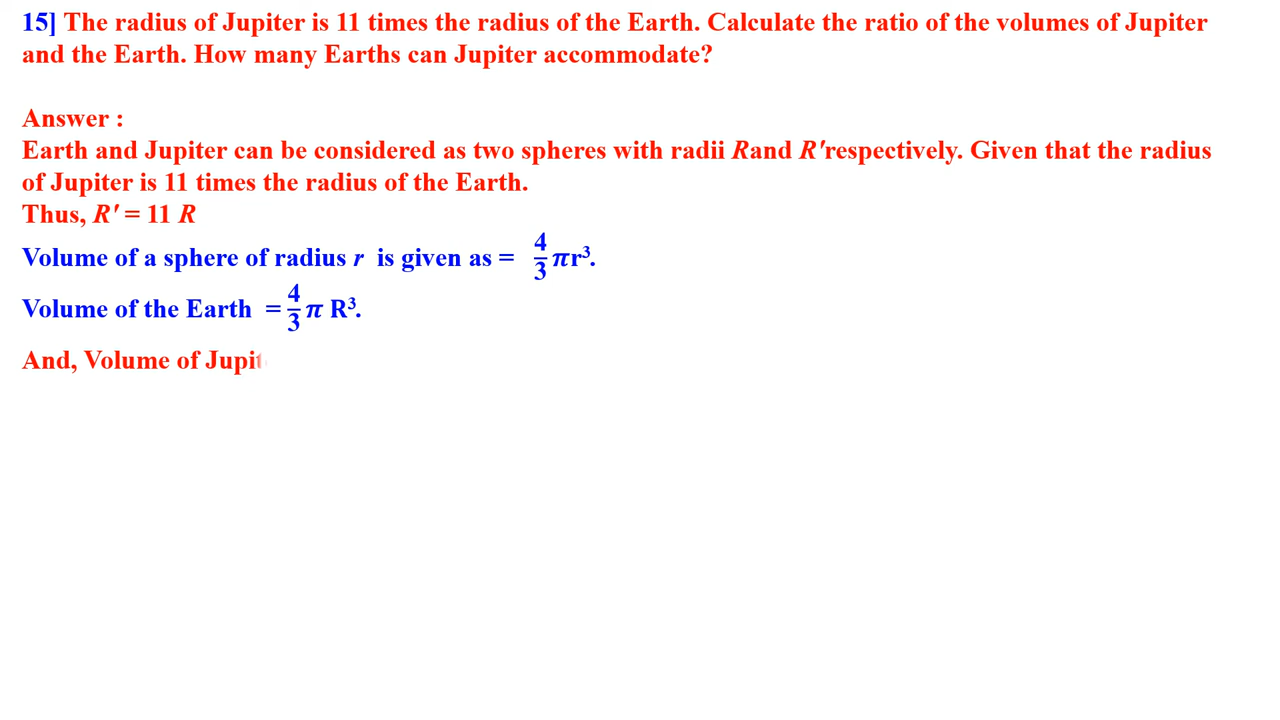 15] The radius of Jupiter is 11 times the radius of the Earth. Calculate the ratio of the volumes of Jupiter
and the Earth. How many Earths can Jupiter accommodate?
Answer :
Earth and Jupiter can be considered as two spheres with radii Rand R′respectively. Given that the radius
of Jupiter is 11 times the radius of the Earth.
Thus, R′ = 11 R
Volume of a sphere of radius r is given as = 4/3 πr³.
Volume of the Earth = 4/3 π R³.
And, Volume of Jupit